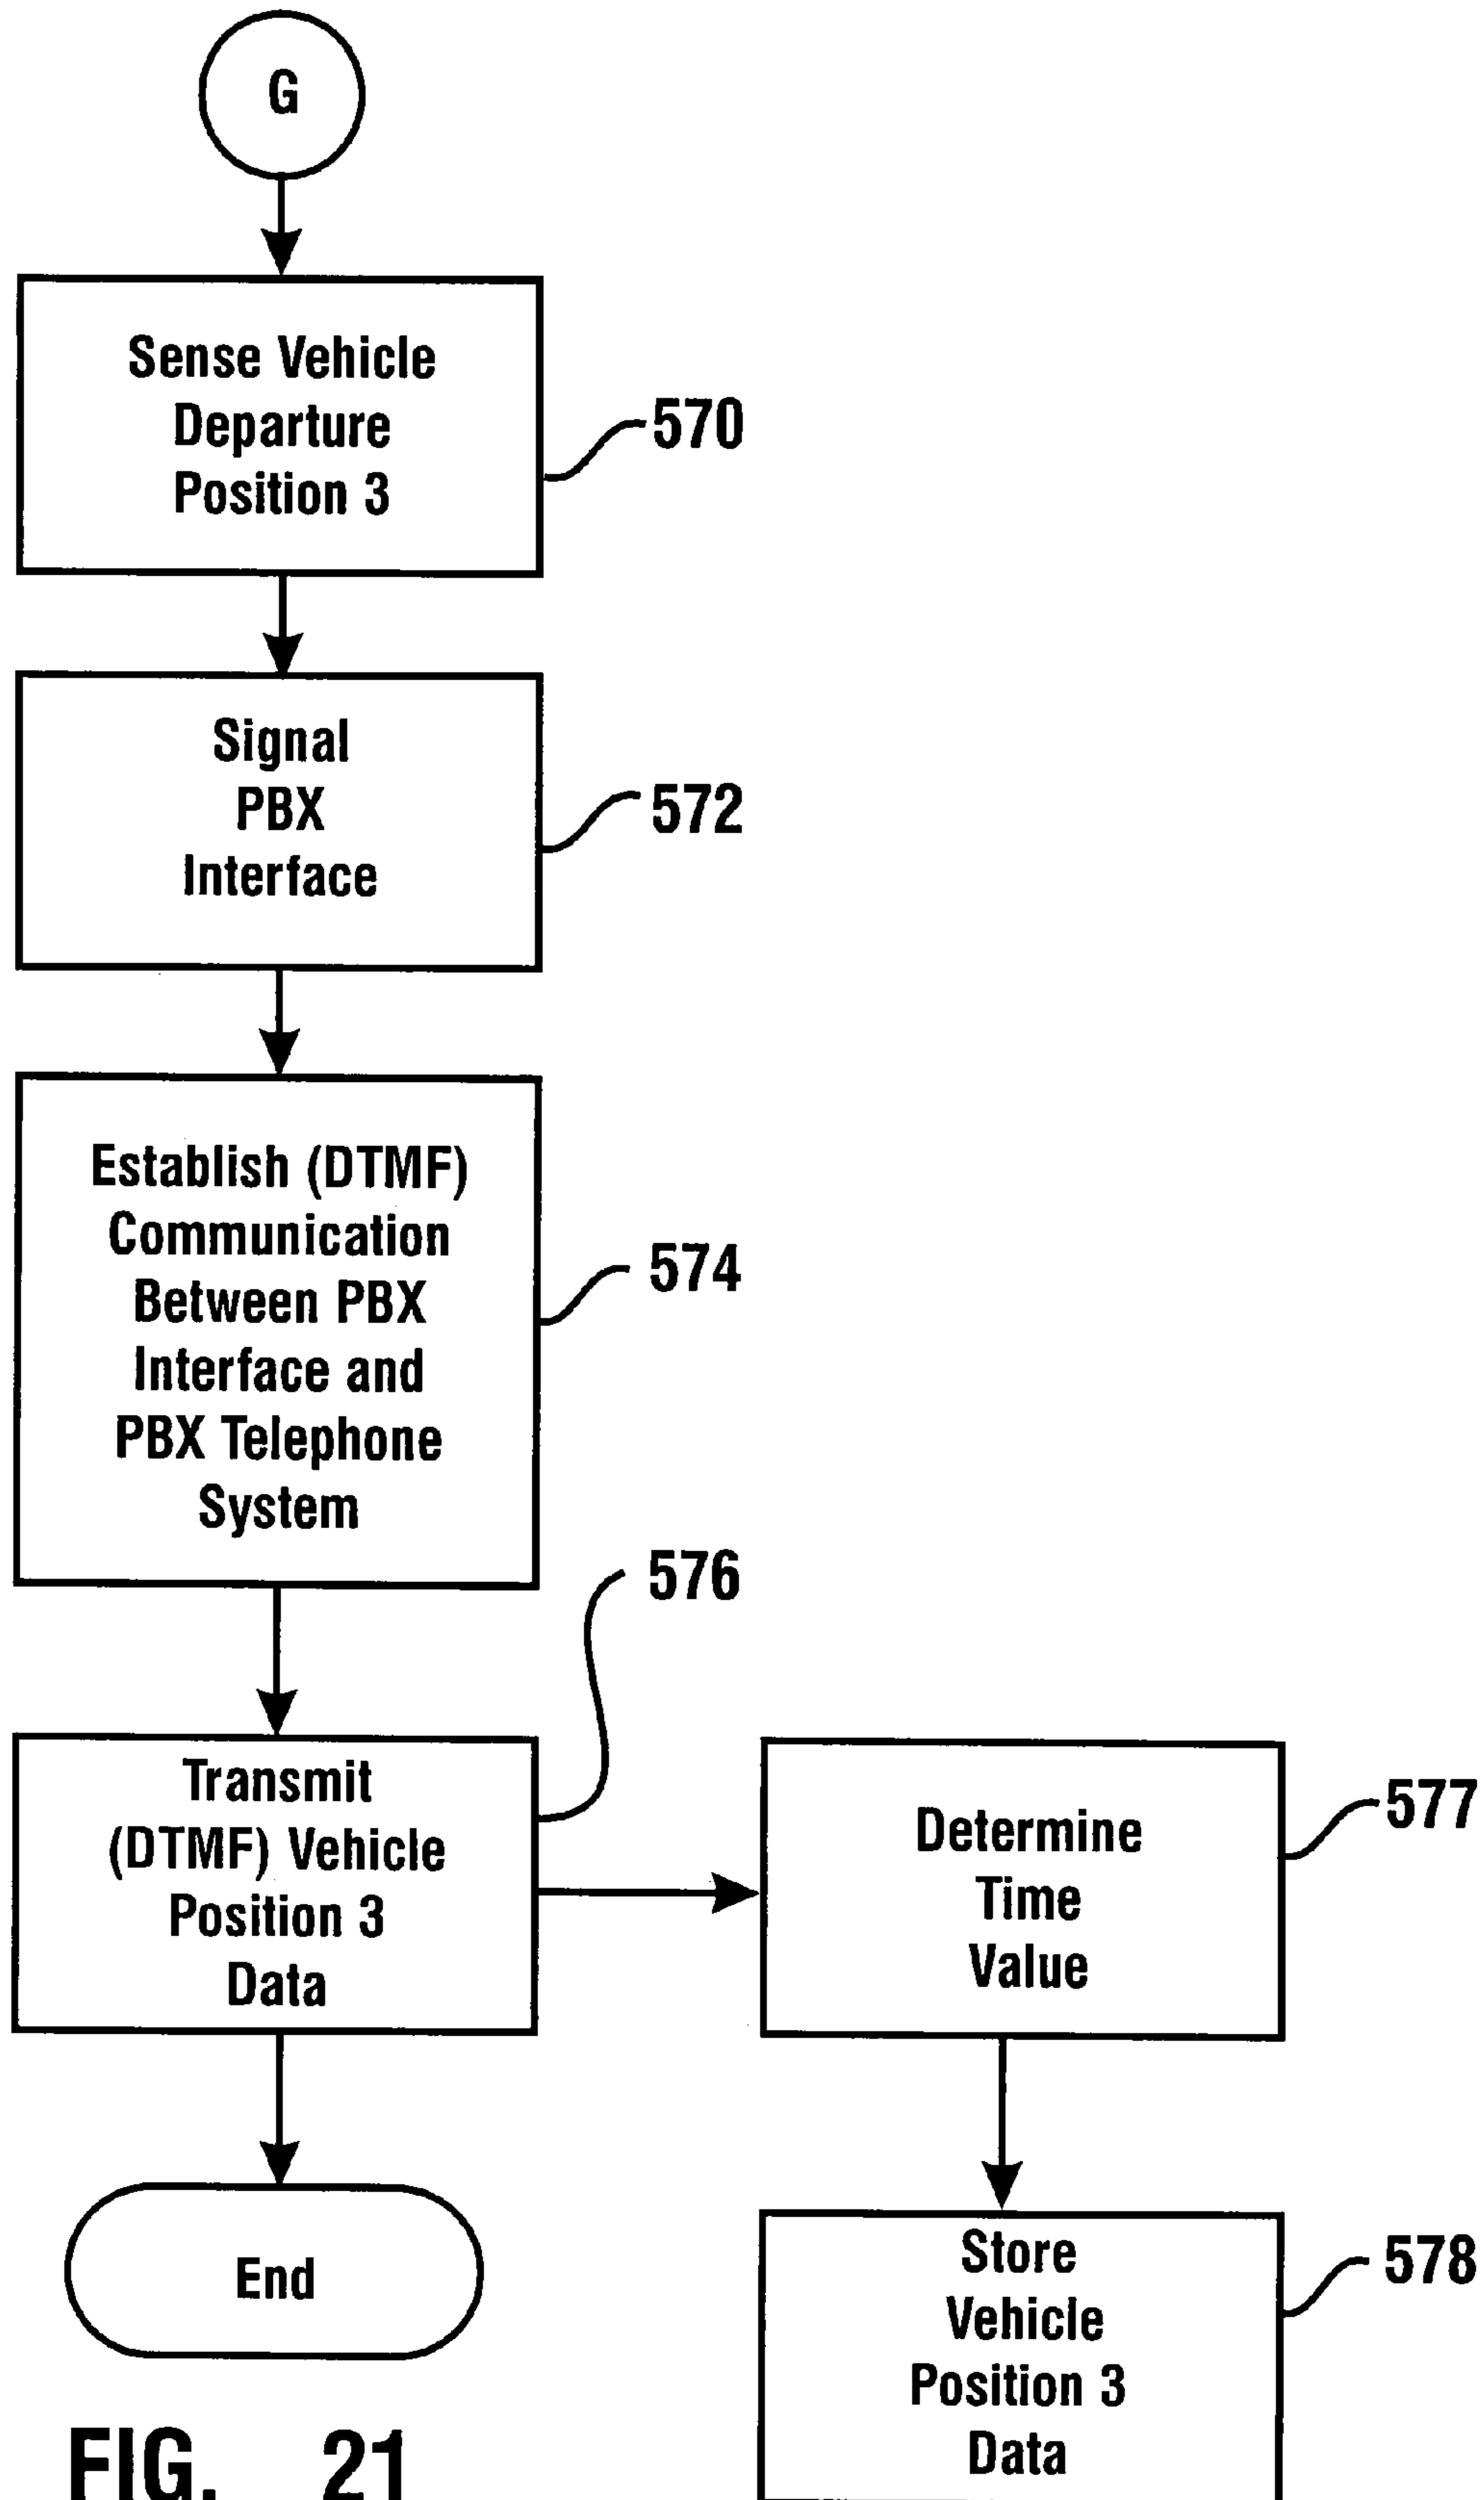 G
Sense Vehicle
Departure
Position 3
570
Signal
PBX
Interface
572
Establish (DTMF)
Communication
Between PBX
Interface and
PBX Telephone
System
574
576
Transmit
(DTMF) Vehicle
Position 3
Data
Determine
Time
Value
577
End
Store
Vehicle
Position 3
Data
578
FIG. 21